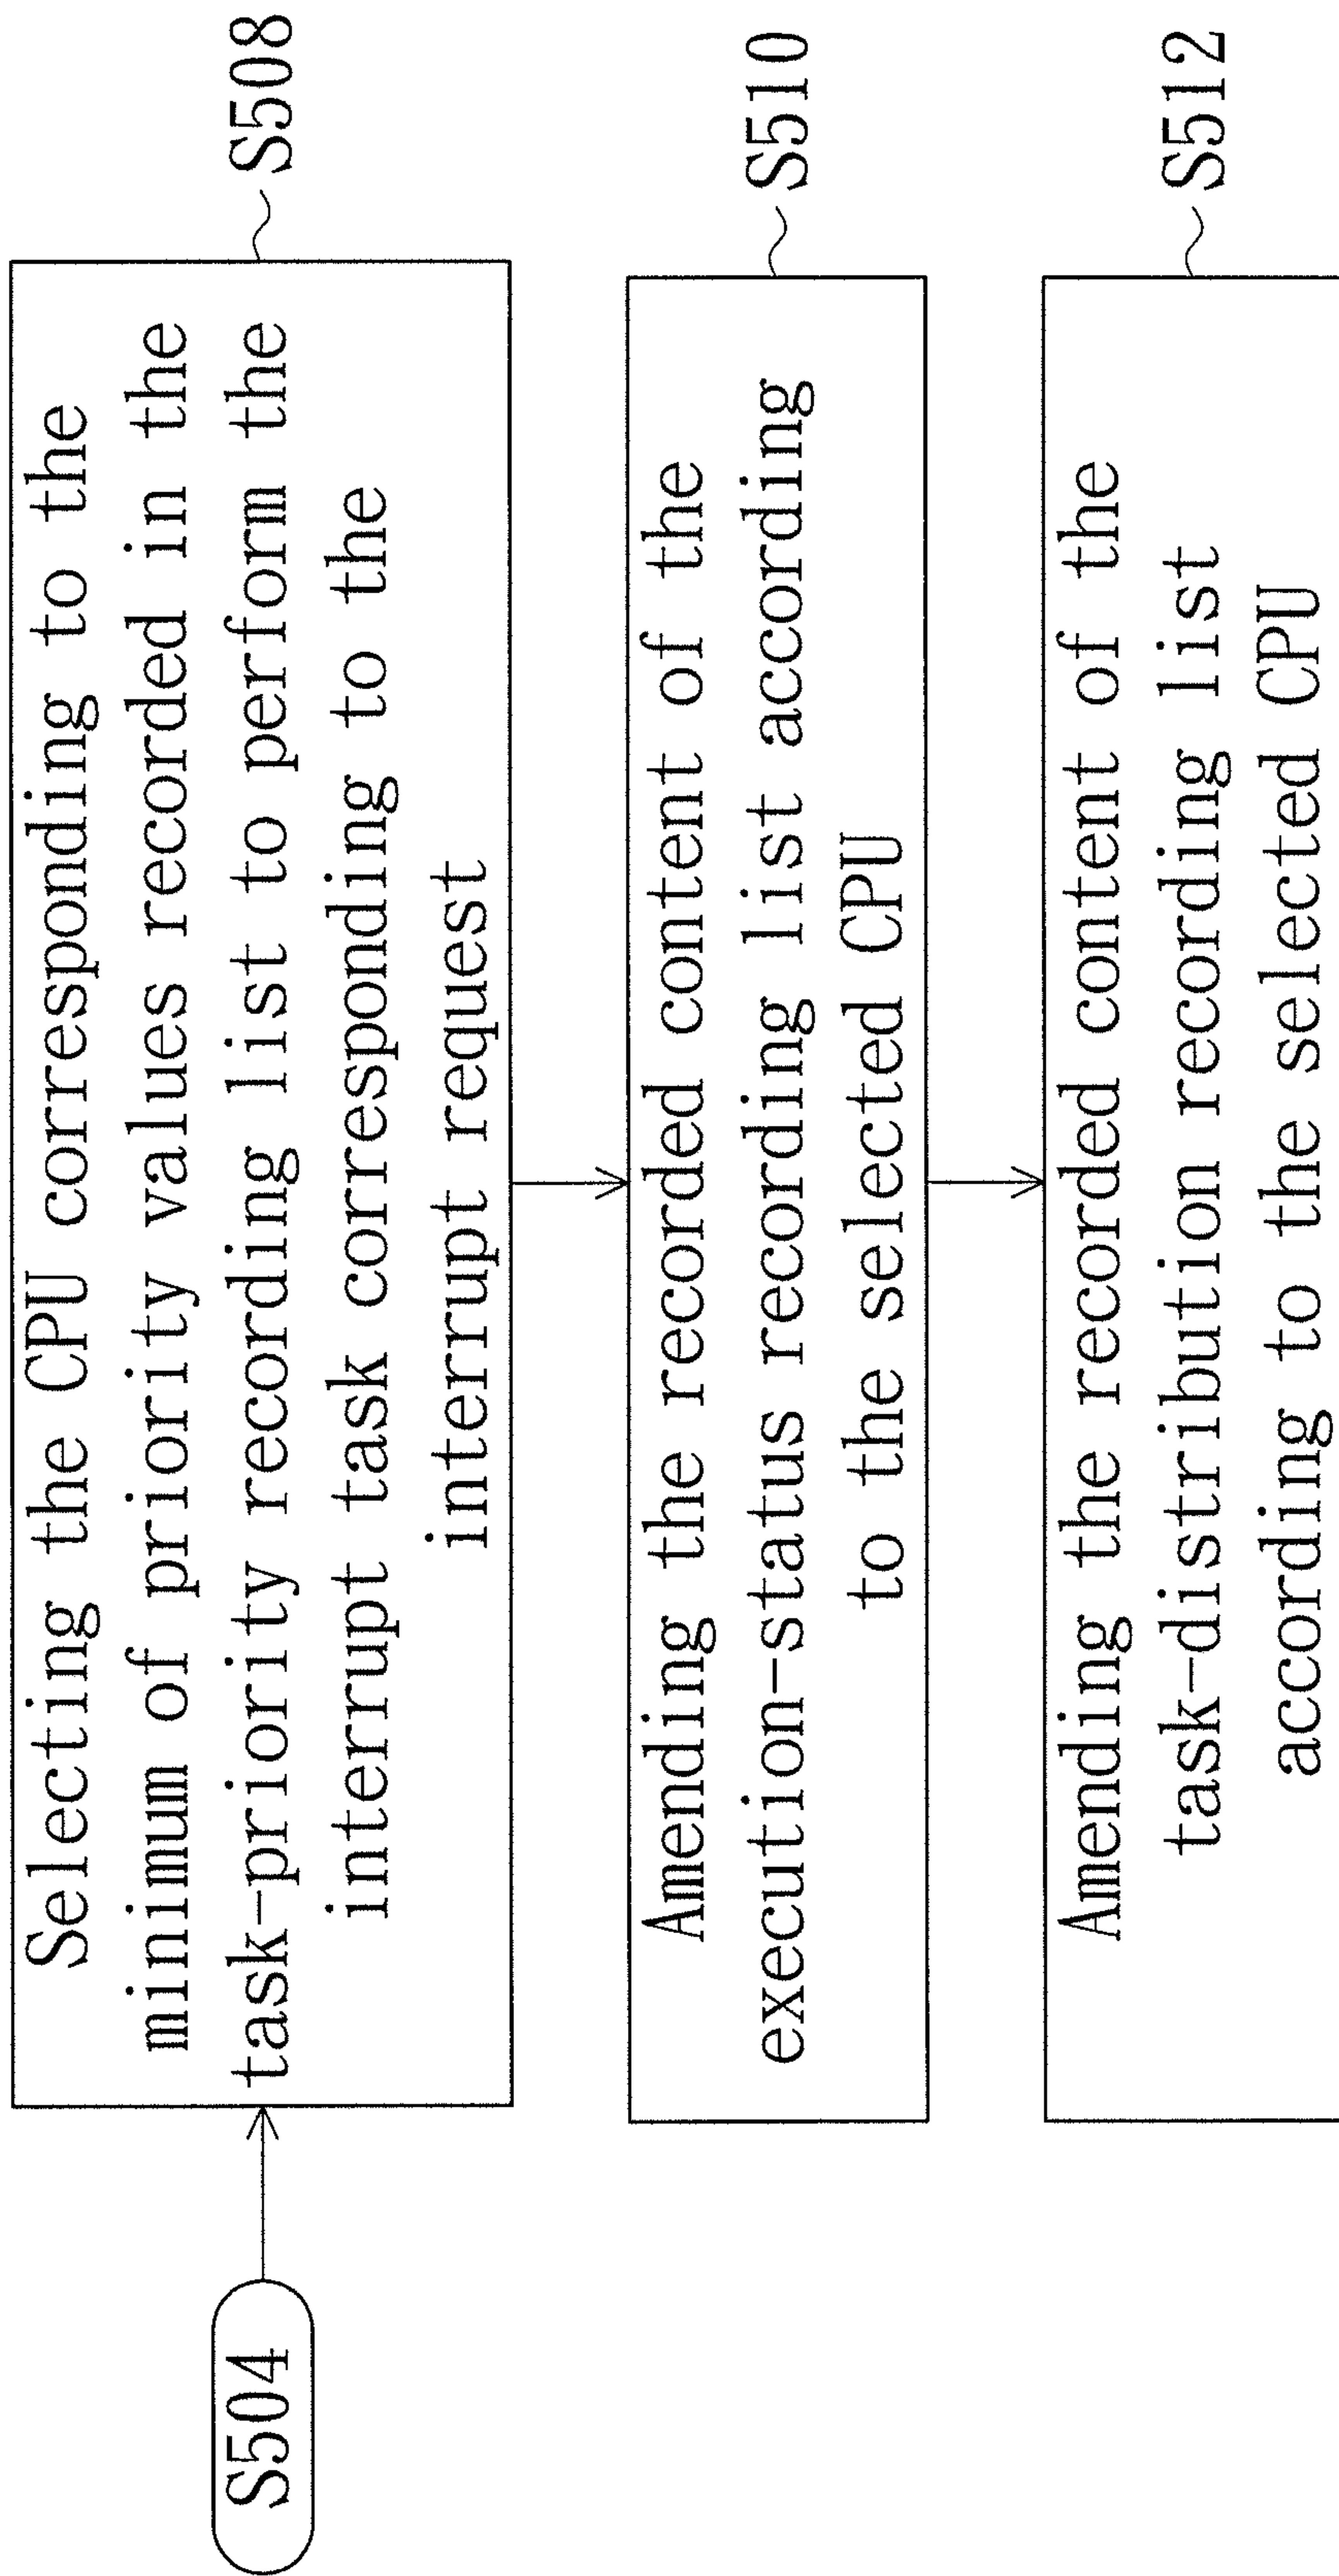 S504
Selecting the CPU corresponding to the
minimum of priority values recorded in the
task-priority recording list to perform the
interrupt task corresponding to the
interrupt request
S508
Amending the recorded content of the
execution-status recording list according
to the selected CPU
S510
Amending the recorded content of the
task-distribution recording list
according to the selected CPU
S512